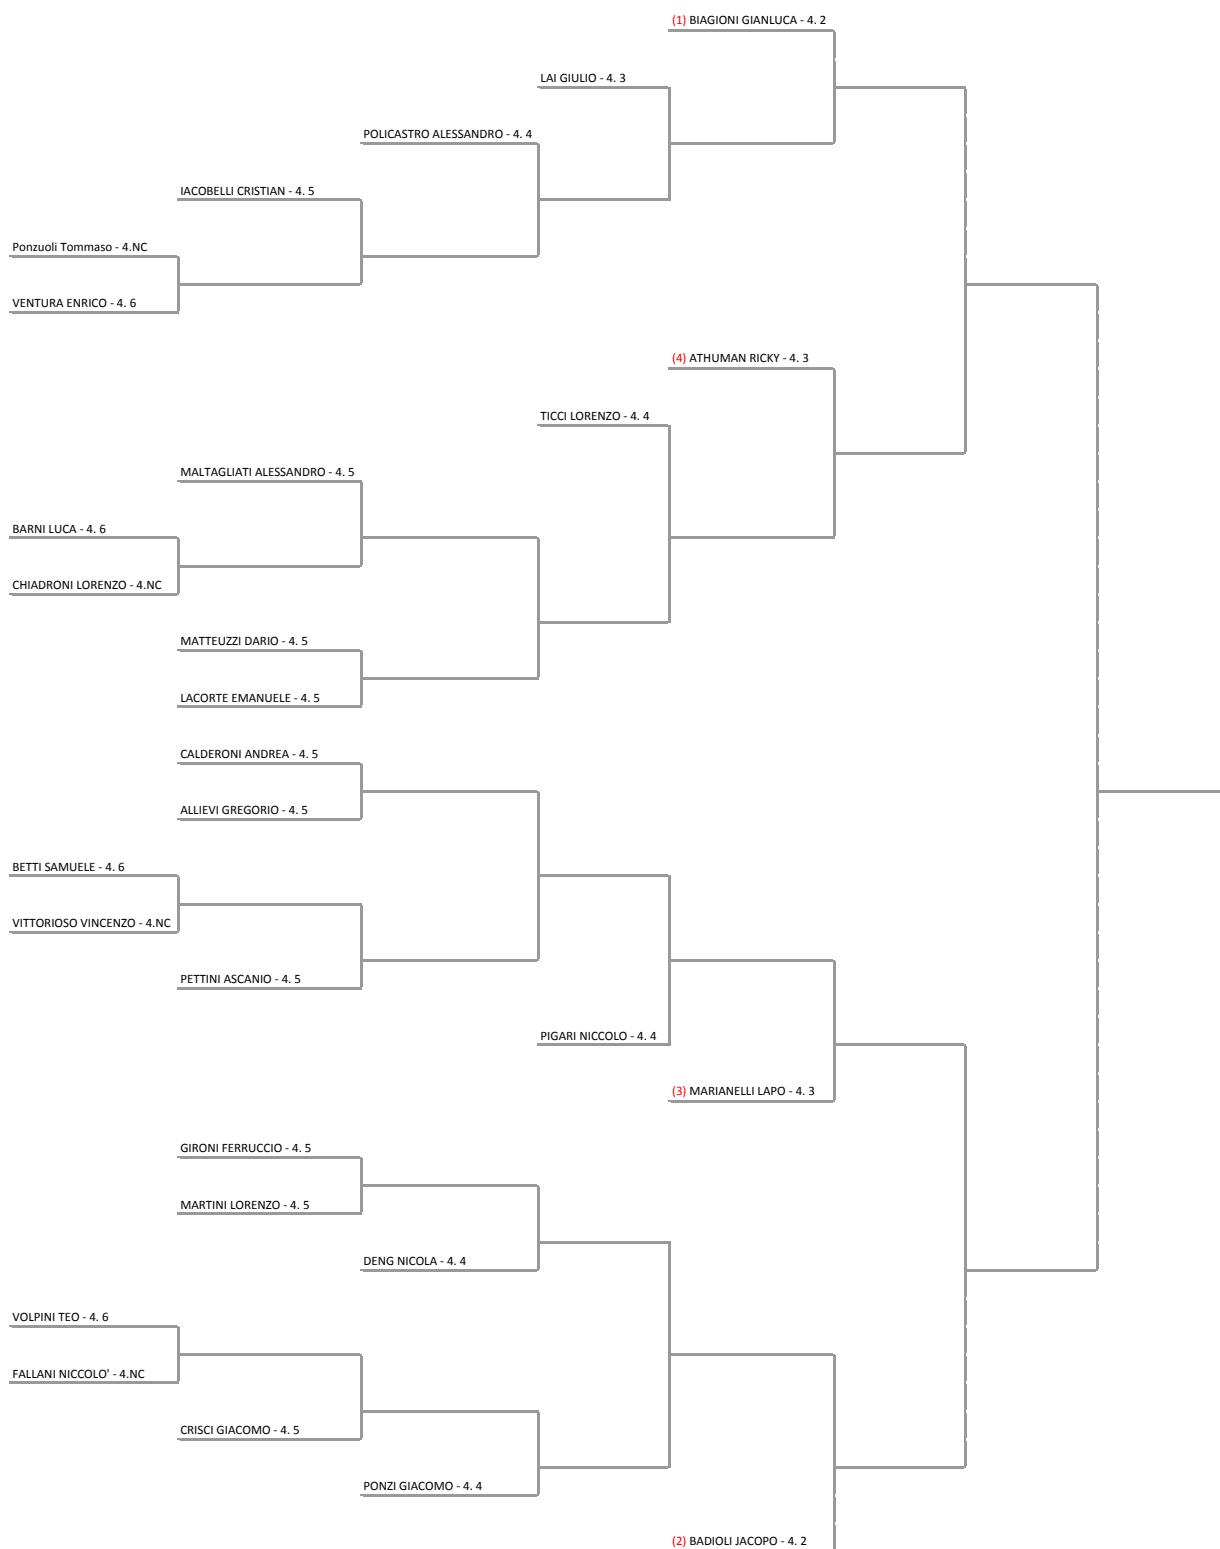 (1) BIAGIONI GIANLUCA - 4. 2
LAI GIULIO - 4. 3
POLICASTRO ALESSANDRO - 4. 4
IACOBELLI CRISTIAN - 4. 5
Ponzuoli Tommaso - 4.NC
VENTURA ENRICO - 4. 6
(4) ATHUMAN RICKY - 4. 3
TICCI LORENZO - 4. 4
MALTAGLIATI ALESSANDRO - 4. 5
BARNI LUCA - 4. 6
CHIADRONI LORENZO - 4.NC
MATTEUZZI DARIO - 4. 5
LACORTE EMANUELE - 4. 5
CALDERONI ANDREA - 4. 5
ALLIEVI GREGORIO - 4. 5
BETTI SAMUELE - 4. 6
VITTORIOSO VINCENZO - 4.NC
PETTINI ASCANIO - 4. 5
PIGARI NICCOLO - 4. 4
(3) MARIANELLI LAPO - 4. 3
GIRONI FERRUCCIO - 4. 5
MARTINI LORENZO - 4. 5
DENG NICOLA - 4. 4
VOLPINI TEO - 4. 6
FALLANI NICCOLO' - 4.NC
CRISCI GIACOMO - 4. 5
PONZI GIACOMO - 4. 4
(2) BADIOLI JACOPO - 4. 2